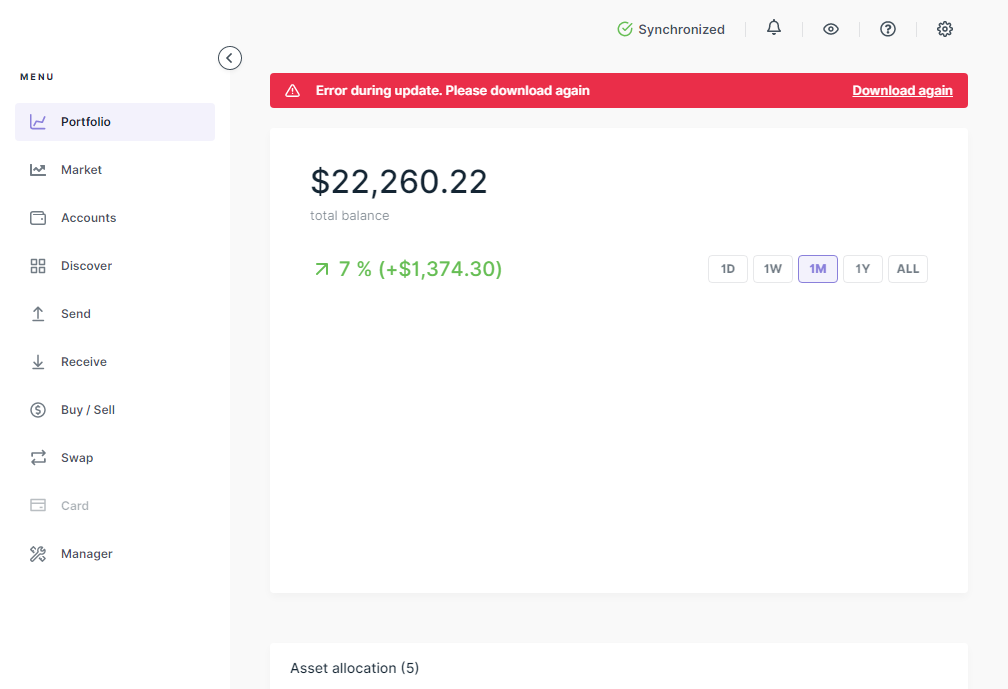 Synchronized
MENU
Error during update. Please download again
Download again
Portfolio
Market
Accounts
Discover
Send
Receive
Buy / Sell
Swap
Card
Manager
$22,260.22
total balance
7 % (+$1,374.30)
1D
1W
1M
1Y
ALL
Asset allocation (5)